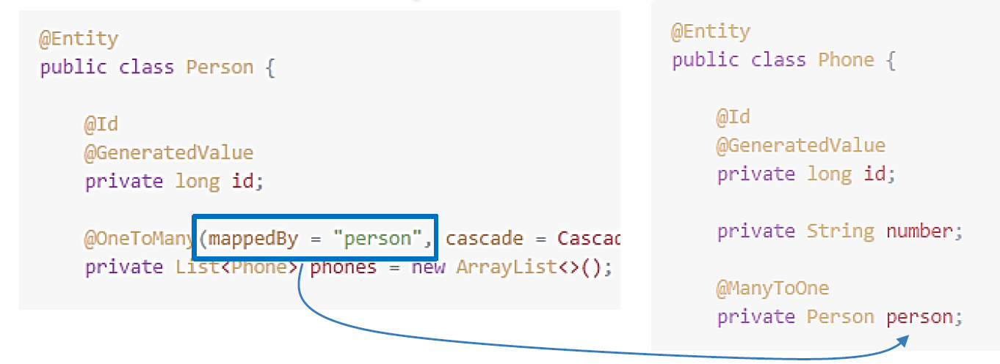 @Entity
public class Person {
@Id
@GeneratedValue
private long id;
@OneToMany(mappedBy = "person", cascade = Cascad
private List<Phone> phones = new ArrayList<>();
@Entity
public class Phone {
@Id
@GeneratedValue
private long id;
private String number;
@ManyToOne
private Person person;